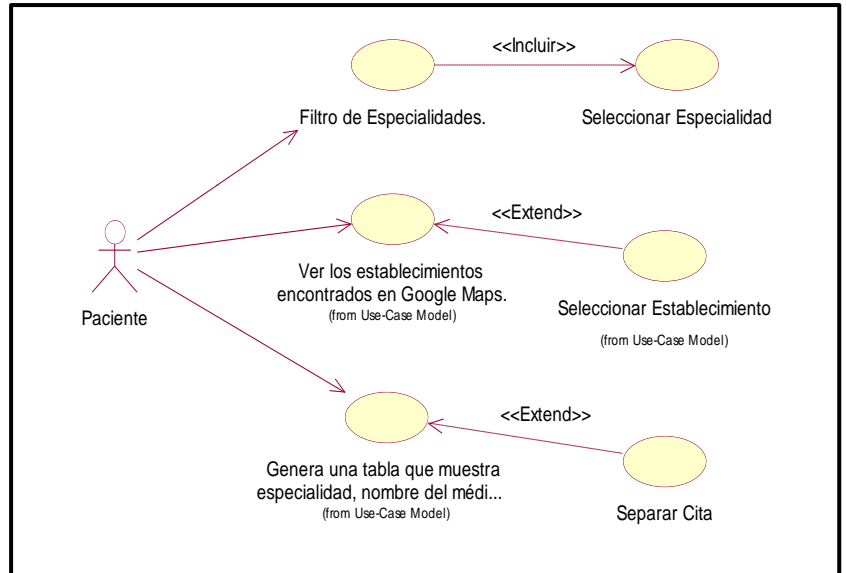 <<Incluir>>
Filtro de Especialidades.
Seleccionar Especialidad
<<Extend>>
Ver los establecimientos
encontrados en Google Maps.
(from Use-Case Model)
Seleccionar Establecimiento
(from Use-Case Model)
Paciente
<<Extend>>
Genera una tabla que muestra
especialidad, nombre del médi...
(from Use-Case Model)
Separar Cita